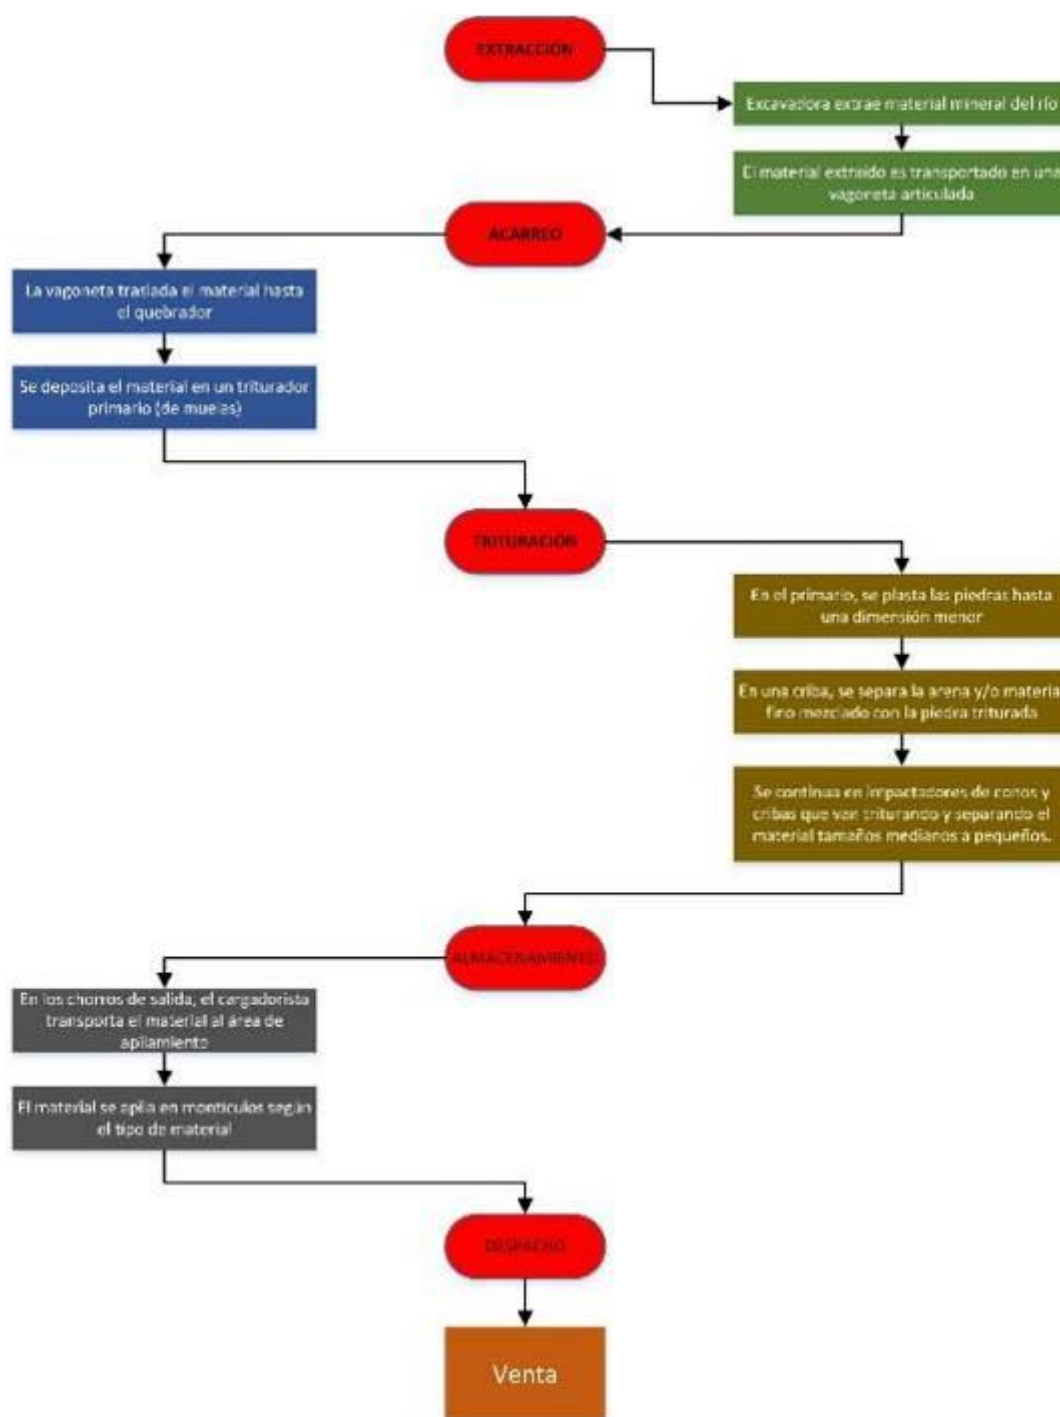 EXTRACCIÓN
Excavadora extrae material mineral del río
El material extraído es transportado en una
vagoneta articulada
ACARREO
La vagoneta traslada el material hasta
el quebrador
Se deposita el material en un triturador
primario (de muelas)
TRITURACIÓN
En el primario, se plasta las piedras hasta
una dimensión menor
En una criba, se separa la arena y/o materia
fino mezclado con la piedra triturada
Se continua en impactadores de conos y
cribas que van triturando y separando el
material tamaños medianos a pequeños.
ALMACENAMIENTO
En los chorros de salida, el cargadorista
transporta el material al área de
apilamiento
El material se apila en montículos según
el tipo de material
DESPACHO
Venta